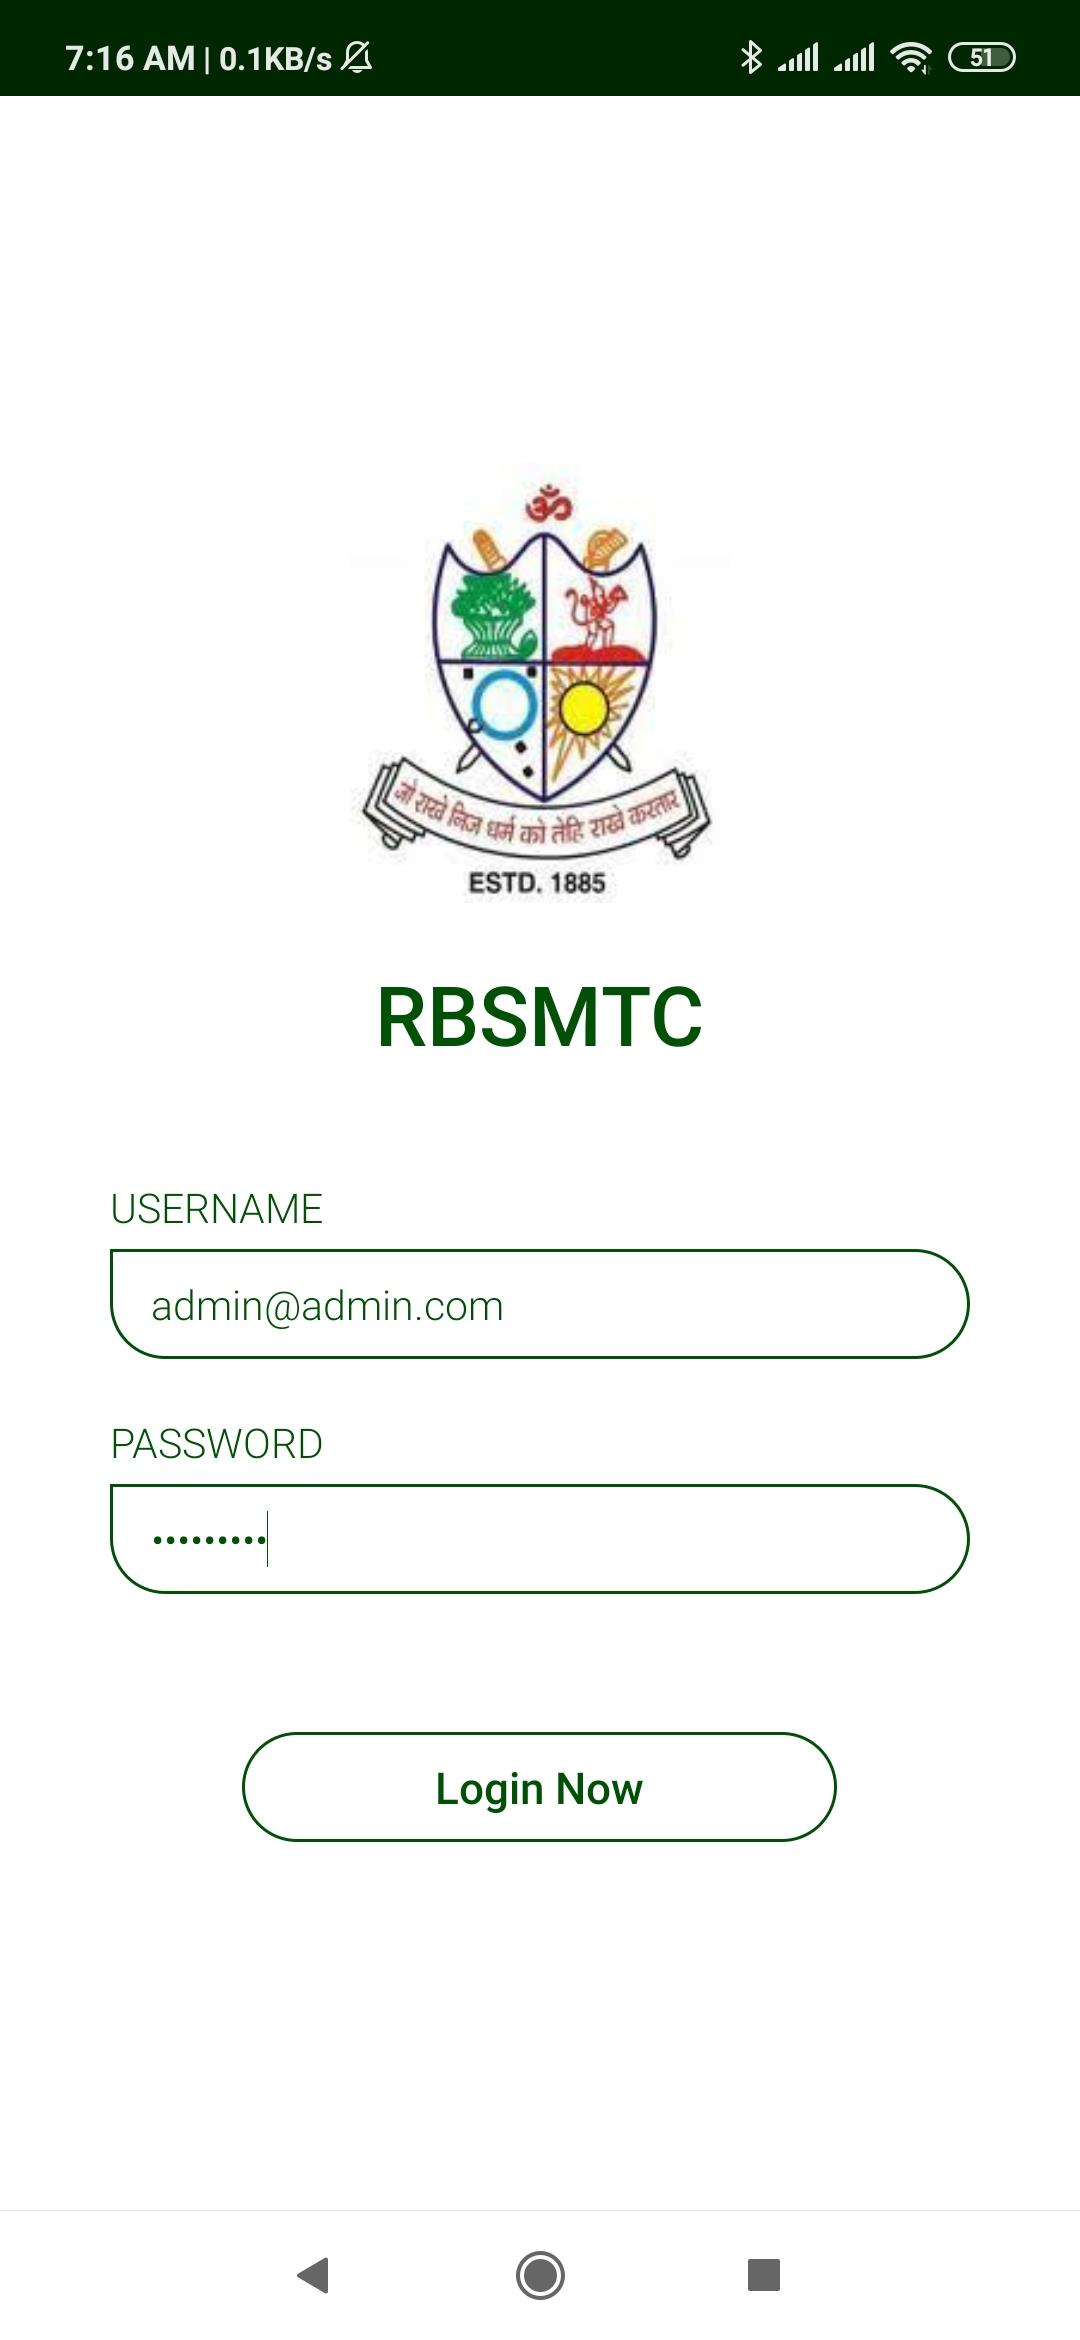 7:16 AM | 0.1KB/s
51
ॐ
जो राखे निज धर्म को तेहि राखे करतार
ESTD. 1885
RBSMTC
USERNAME
admin@admin.com
PASSWORD
•••••••••
Login Now